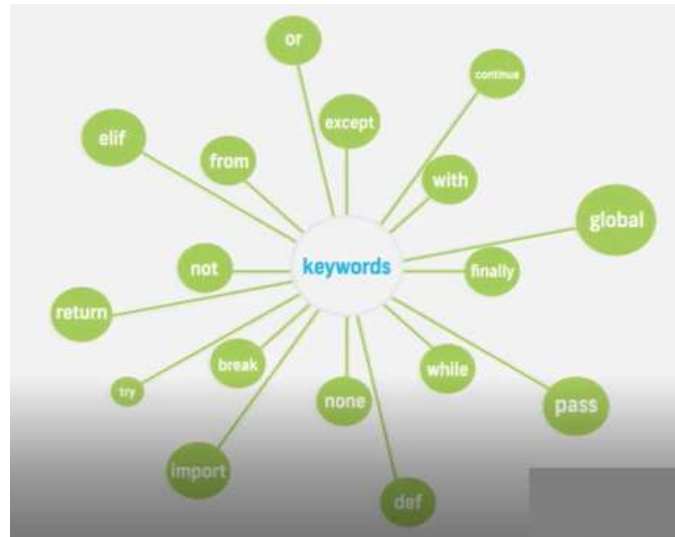 or
continue
except
elif
from
with
global
keywords
not
finally
return
break
while
try
none
pass
import
def